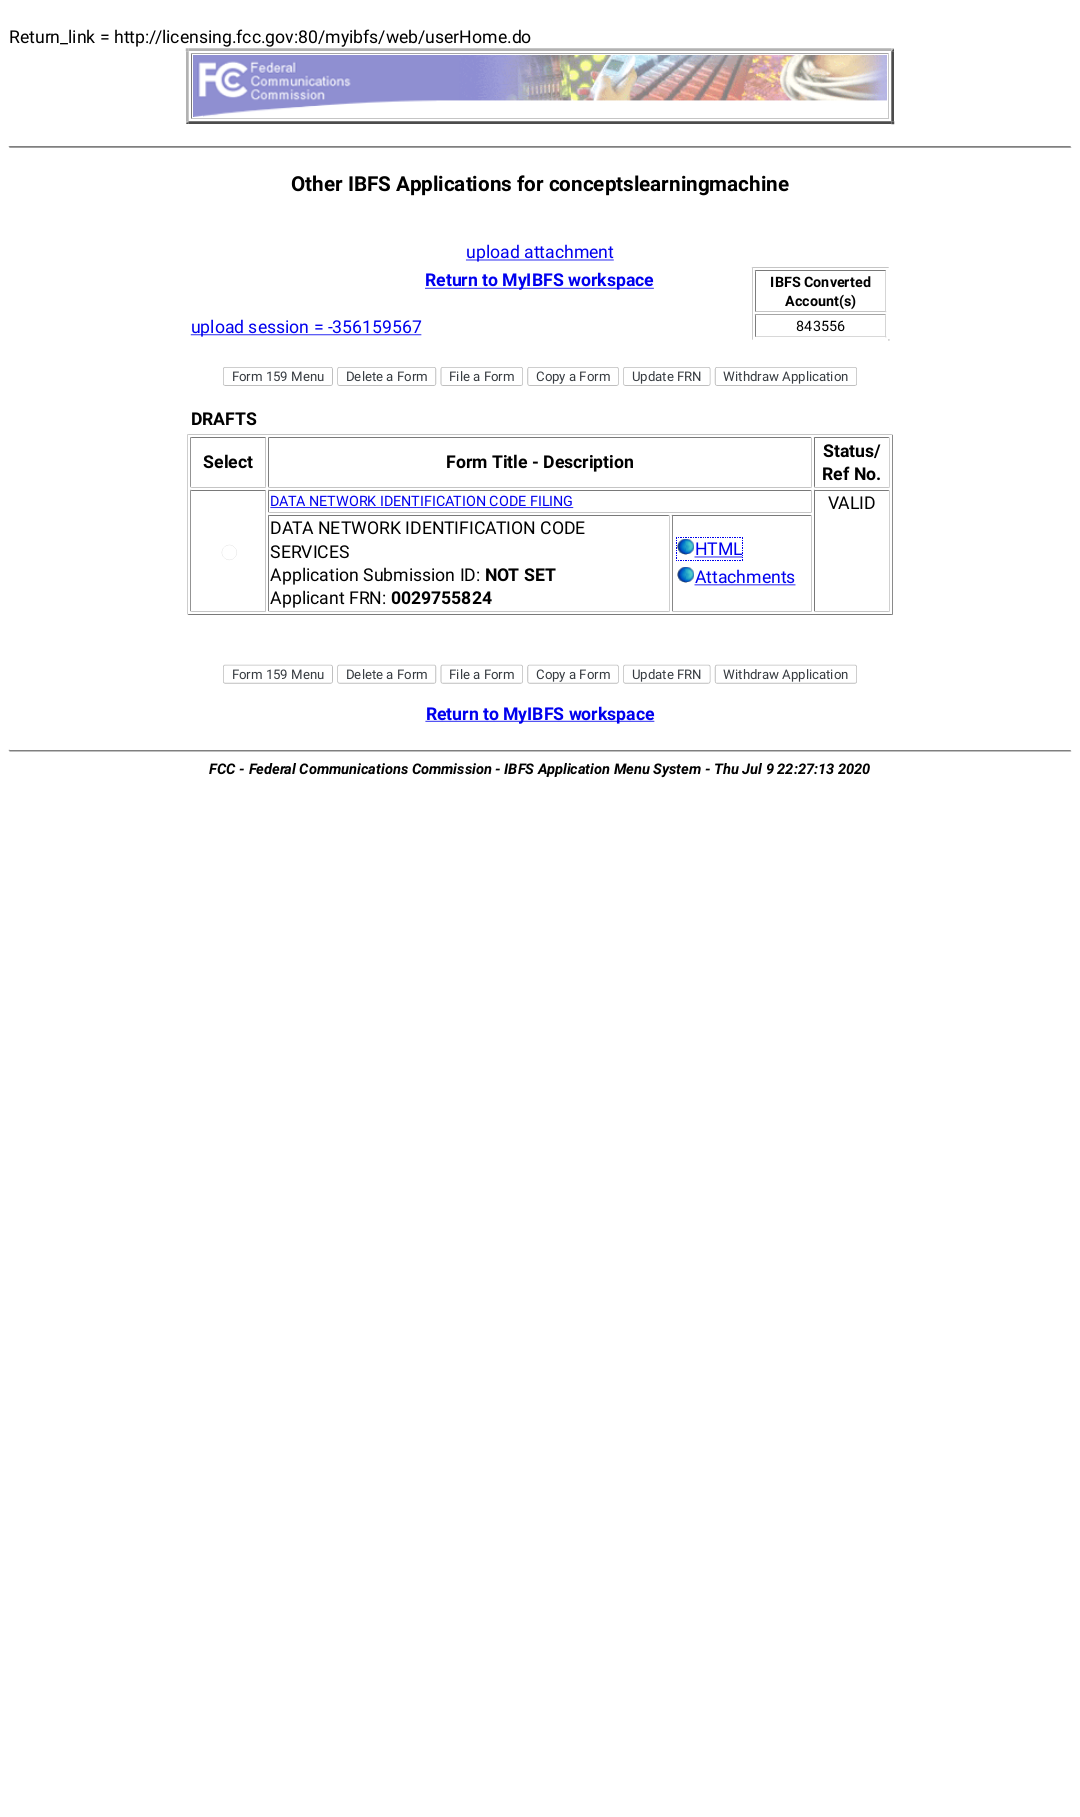 Return_link = http://licensing.fcc.gov:80/myibfs/web/userHome.do
FCC Federal
Communications
Commission
Other IBFS Applications for conceptslearningmachine
upload attachment
Return to MyIBFS workspace
IBFS Converted
Account(s)
843556
upload session = -356159567
Form 159 Menu Delete a Form File a Form Copy a Form Update FRN Withdraw Application
DRAFTS
Select Form Title - Description Status/
Ref No.
DATA NETWORK IDENTIFICATION CODE FILING VALID
DATA NETWORK IDENTIFICATION CODE
SERVICES
Application Submission ID: NOT SET
Applicant FRN: 0029755824
HTML
Attachments
Form 159 Menu Delete a Form File a Form Copy a Form Update FRN Withdraw Application
Return to MyIBFS workspace
FCC - Federal Communications Commission - IBFS Application Menu System - Thu Jul 9 22:27:13 2020